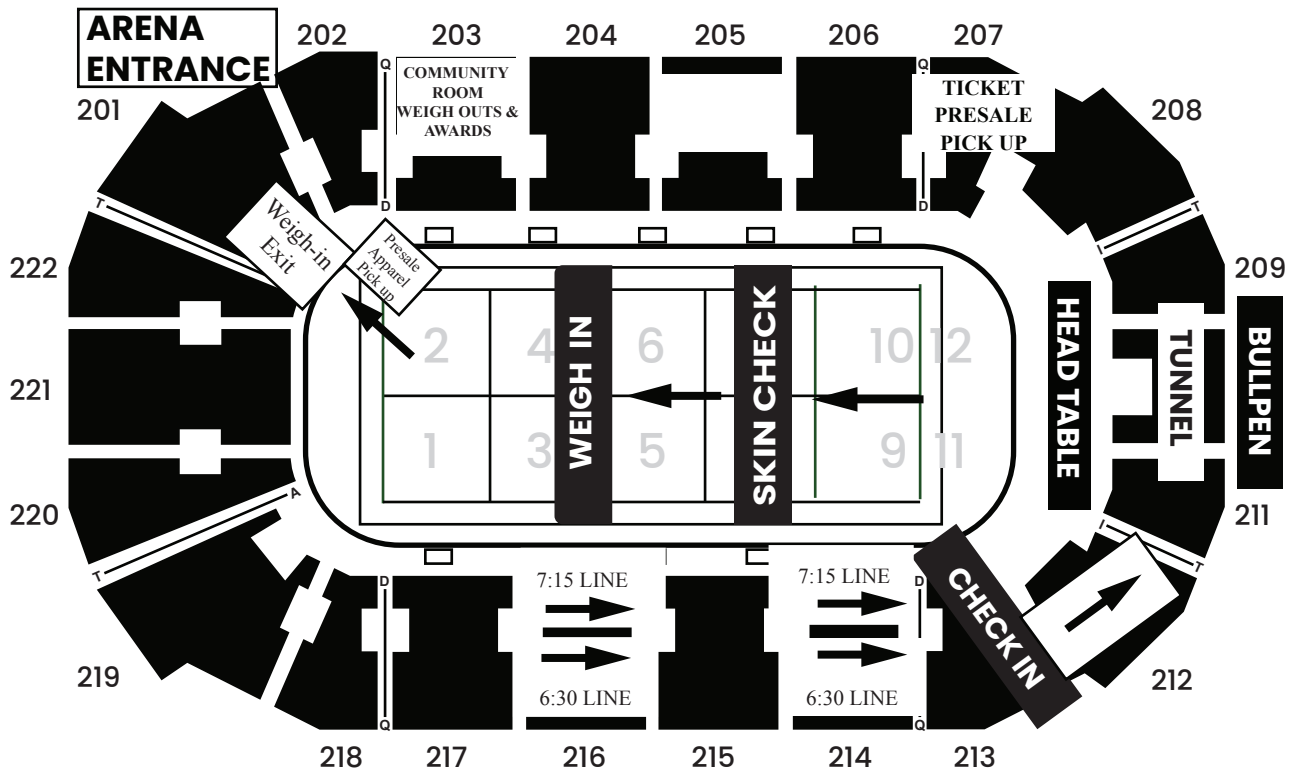 ARENA
ENTRANCE
202
203
204
205
206
207
201
208
222
209
221
220
211
219
212
218
217
216
215
214
213
Q
COMMUNITY
ROOM
WEIGH OUTS &
AWARDS
D
Q
TICKET
PRESALE
PICK UP
D
T
T
T
Weigh-in
Exit
Presale
Apparel
Pick up
2
4
6
10
12
1
3
5
9
11
WEIGH IN
SKIN CHECK
HEAD TABLE
TUNNEL
BULLPEN
A
T
T
T
D
Q
7:15 LINE
6:30 LINE
7:15 LINE
6:30 LINE
D
Q
CHECK IN